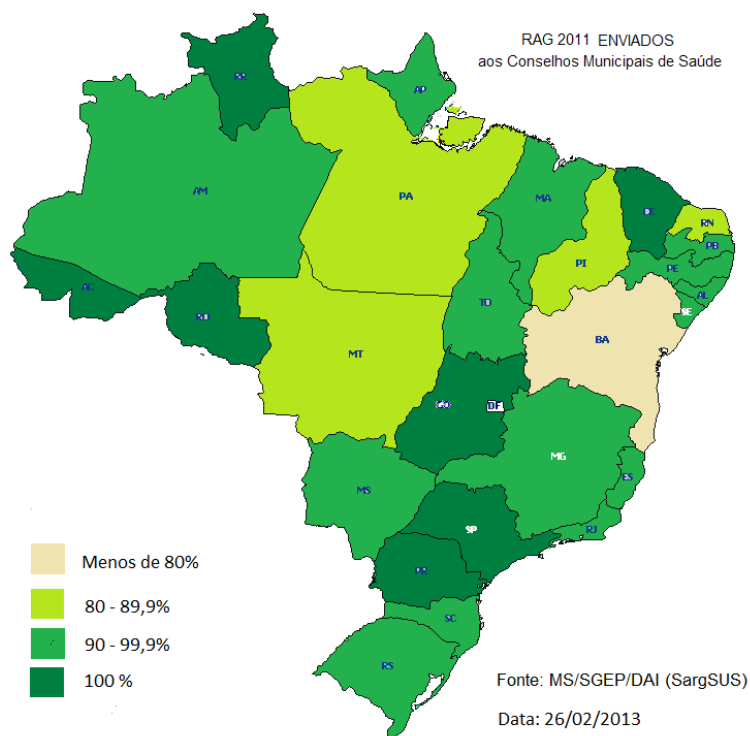 RAG 2011 ENVIADOS
aos Conselhos Municipais de Saúde
RR
AP
AM
PA
MA
CE
RN
PB
PI
PE
AL
SE
AC
RO
TO
BA
MT
GO
DF
MG
ES
MS
SP
RJ
PR
SC
RS
Menos de 80%
80 - 89,9%
90 - 99,9%
100 %
Fonte: MS/SGEP/DAI (SargSUS)
Data: 26/02/2013